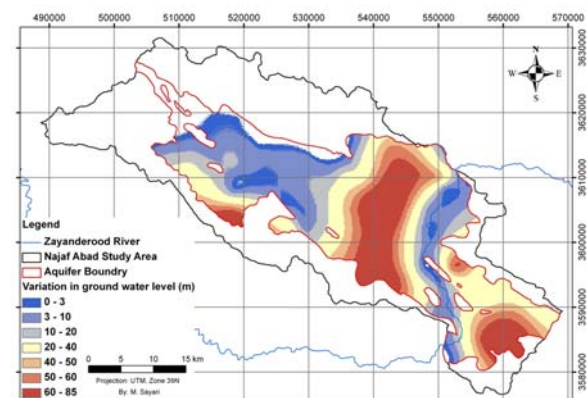 490000 500000 510000 520000 530000 540000 550000 560000 570000
3630000
3620000
3610000
3600000
3590000
3580000
N
W E
S
Legend
Zayanderood River
Najaf Abad Study Area
Aquifer Boundry
Variation in ground water level (m)
0 - 3
3 - 10
10 - 20
20 - 40
40 - 50
50 - 60
60 - 85
0 5 10 15 km
Projection: UTM, Zone 39N
By: M. Sayari